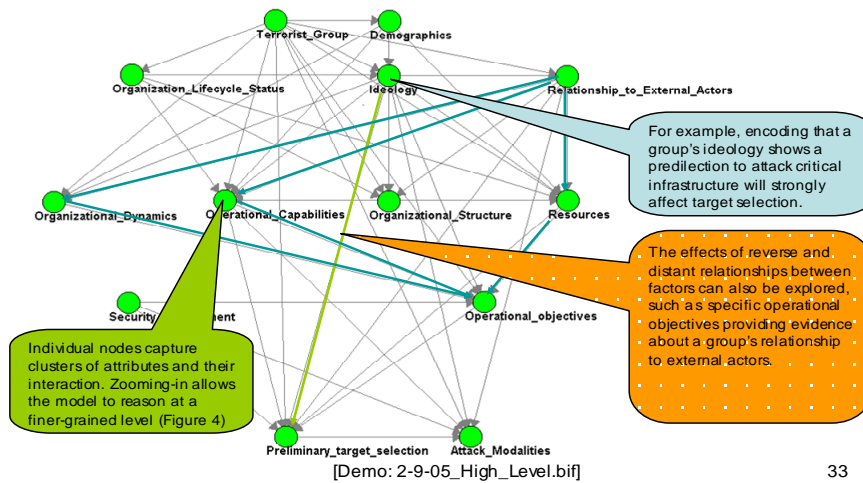 Terrorist_Group
Demographics
Organization_Lifecycle_Status
Ideology
Relationship_to_External_Actors
For example, encoding that a
group's ideology shows a
predilection to attack critical
infrastructure will strongly
affect target selection.
Organizational_Dynamics
Operational_Capabilities
Organizational_Structure
Resources
The effects of reverse and
distant relationships between
factors can also be explored,
such as specific operational
objectives providing evidence
about a group's relationship
to external actors.
Security
Operational_objectives
Individual nodes capture
clusters of attributes and their
interaction. Zooming-in allows
the model to reason at a
finer-grained level (Figure 4)
Preliminary_target_selection
Attack_Modalities
[Demo: 2-9-05_High_Level.bif]
33